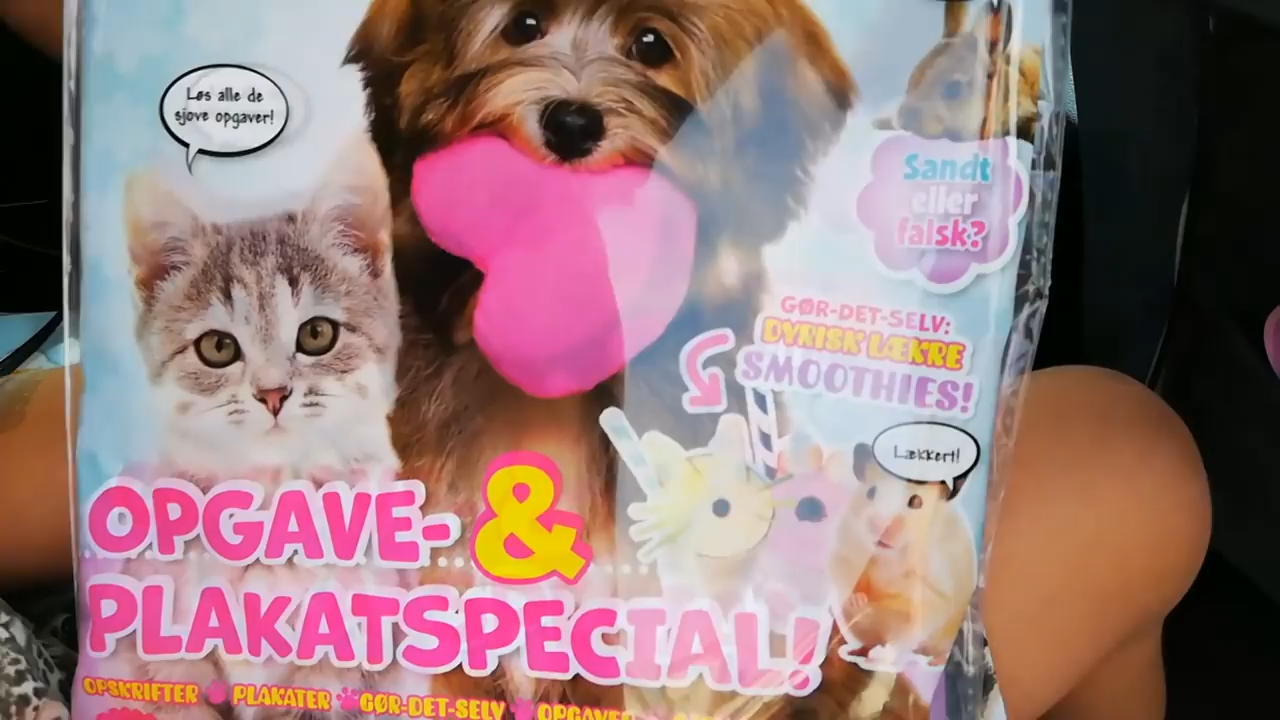 Løs alle de
sjove opgaver!
Sandt
eller
falsk?
GØR-DET-SELV:
DYRISK LÆKRE
SMOOTHIES!
Lækkert!
OPGAVE- &
PLAKATSPECIAL!
OPSKRIFTER PLAKATER GØR-DET-SELV OPGAVER